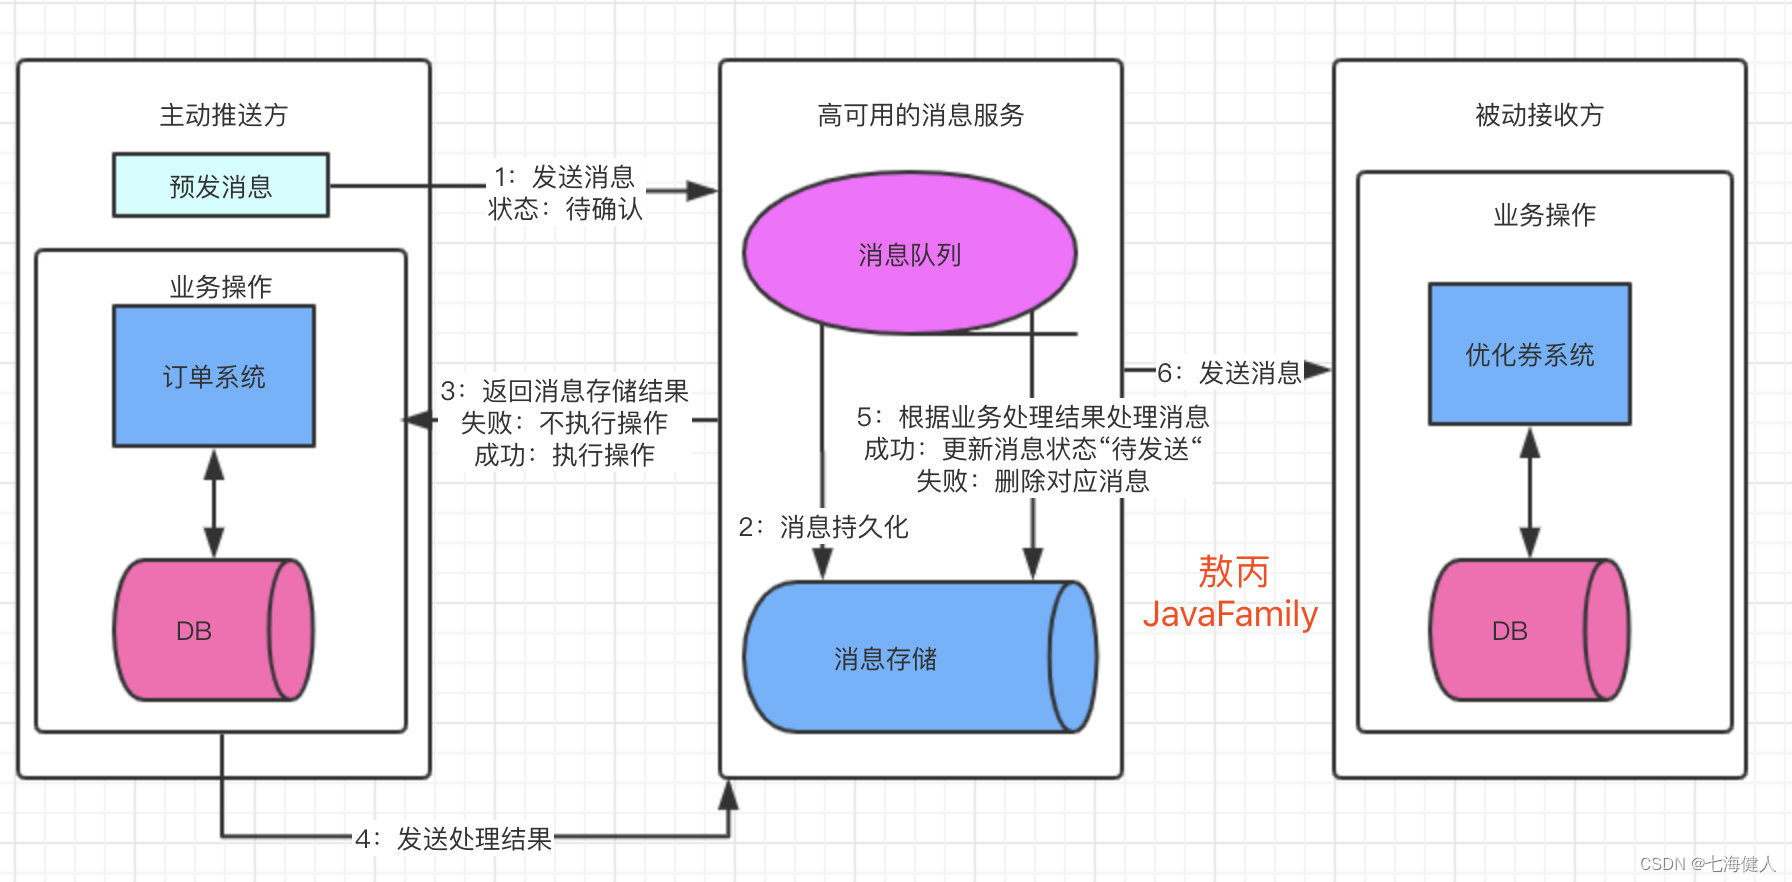 主动推送方
预发消息
业务操作
订单系统
DB
1：发送消息
状态：待确认
3：返回消息存储结果
失败：不执行操作
成功：执行操作
4：发送处理结果
高可用的消息服务
消息队列
5：根据业务处理结果处理消息
成功：更新消息状态“待发送“
失败：删除对应消息
2：消息持久化
消息存储
6：发送消息
敖丙
JavaFamily
被动接收方
业务操作
优化券系统
DB
CSDN @七海健人